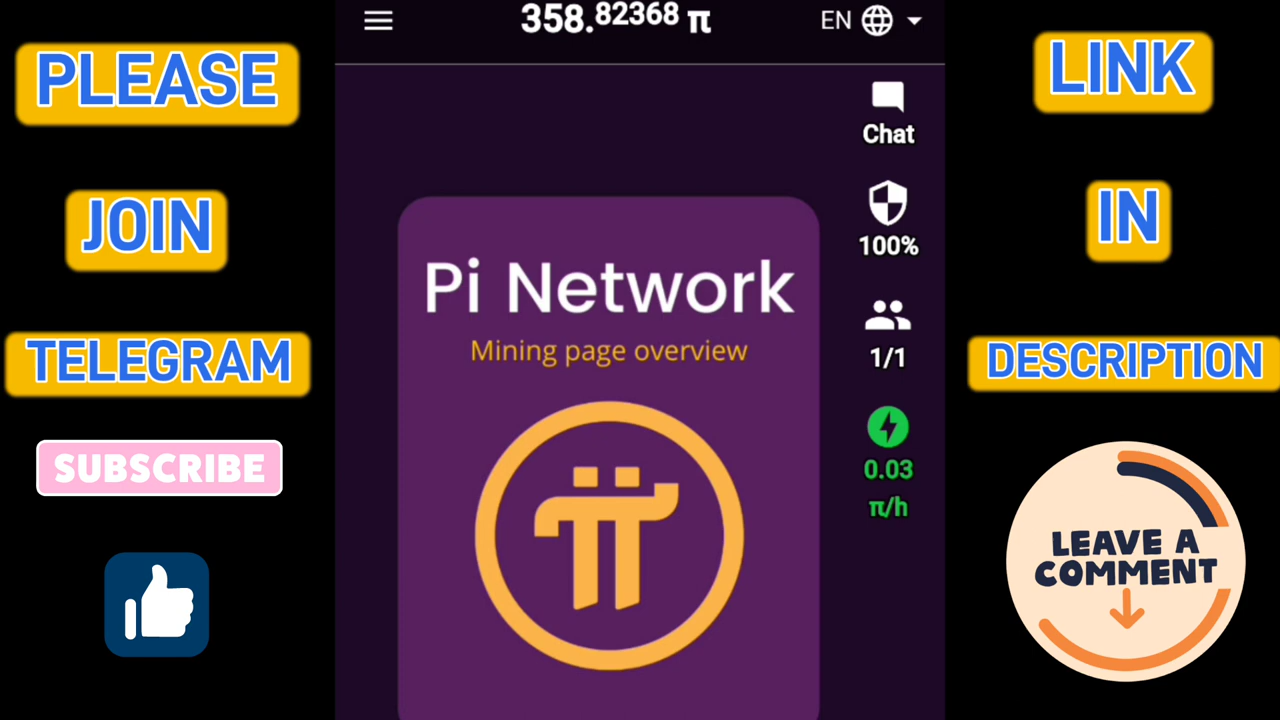 PLEASE
JOIN
TELEGRAM
SUBSCRIBE
358.82368 π
EN
Chat
100%
1/1
0.03
π/h
Pi Network
Mining page overview
LINK
IN
DESCRIPTION
LEAVE A
COMMENT